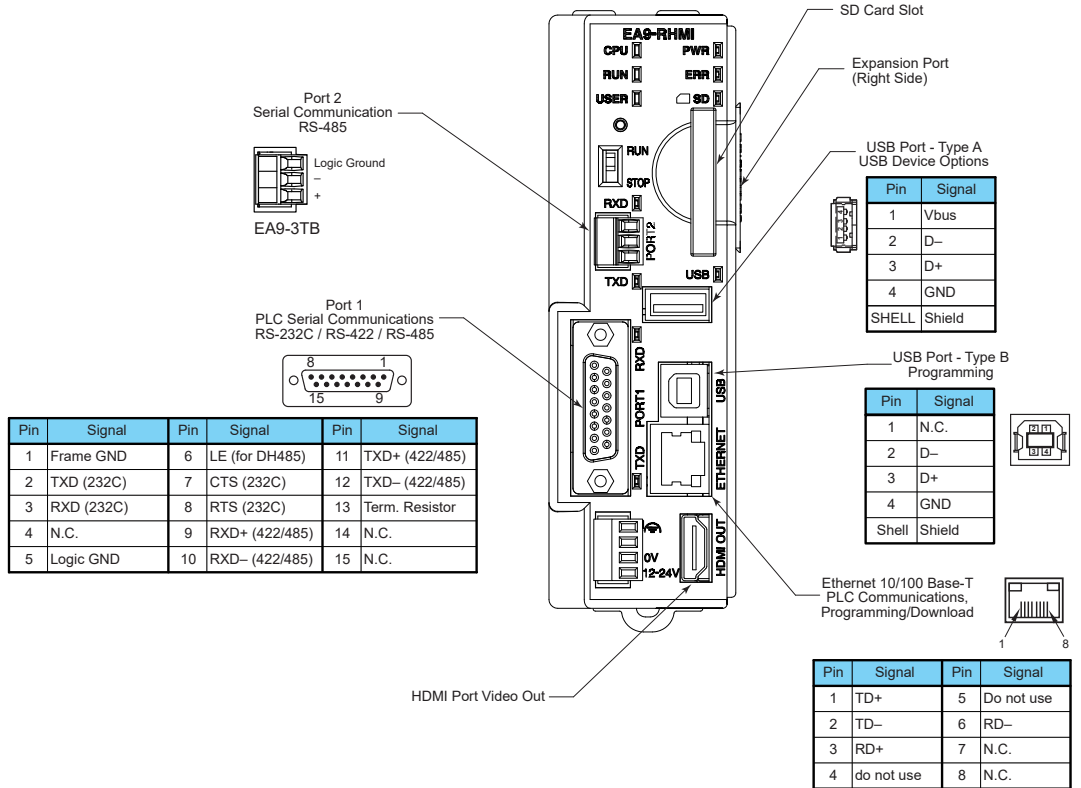 SD Card Slot
Expansion Port
(Right Side)
EA9-RHMI
CPU PWR
RUN ERR
USER SD
RUN
STOP
RXD
PORT2
TXD
USB
RXD
PORT1
TXD
USB
ETHERNET
0V
12-24V
HDMI OUT
Port 2
Serial Communication
RS-485
Logic Ground
–
+
EA9-3TB
Port 1
PLC Serial Communications
RS-232C / RS-422 / RS-485
8 1
15 9
Pin Signal Pin Signal Pin Signal
1 Frame GND 6 LE (for DH485) 11 TXD+ (422/485)
2 TXD (232C) 7 CTS (232C) 12 TXD– (422/485)
3 RXD (232C) 8 RTS (232C) 13 Term. Resistor
4 N.C. 9 RXD+ (422/485) 14 N.C.
5 Logic GND 10 RXD– (422/485) 15 N.C.
USB Port - Type A
USB Device Options
4 3 2 1
Pin Signal
1 Vbus
2 D–
3 D+
4 GND
SHELL Shield
USB Port - Type B
Programming
Pin Signal
1 N.C.
2 D–
3 D+
4 GND
Shell Shield
2 1
3 4
Ethernet 10/100 Base-T
PLC Communications,
Programming/Download
1 8
Pin Signal Pin Signal
1 TD+ 5 Do not use
2 TD– 6 RD–
3 RD+ 7 N.C.
4 do not use 8 N.C.
HDMI Port Video Out